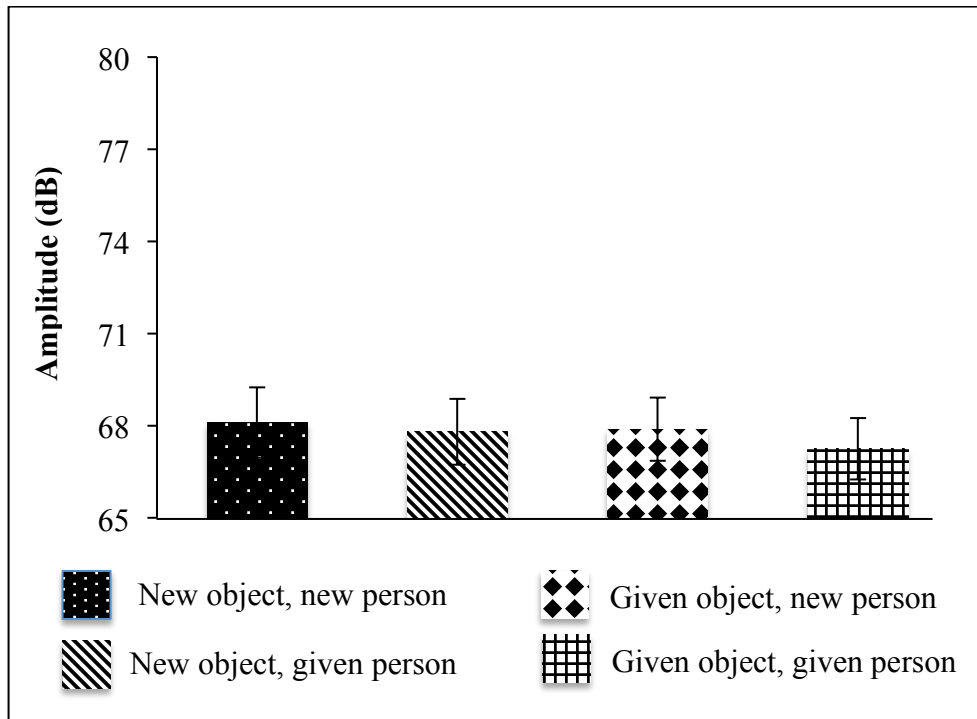 80
77
74
71
68
65
Amplitude (dB)
New object, new person
Given object, new person
New object, given person
Given object, given person